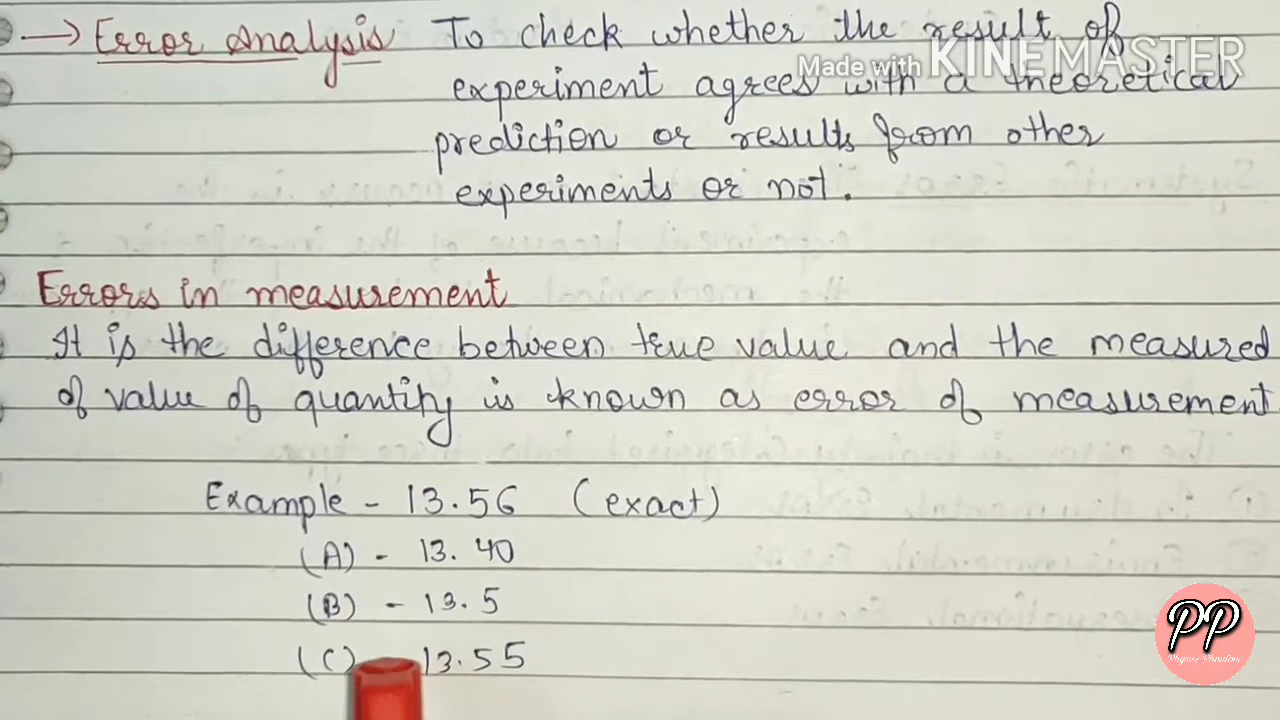 → Error Analysis To check whether the result of
Made with KINEMASTER
experiment agrees with a theoretical
prediction or results from other
experiments or not.
Errors in measurement
It is the difference between true value and the measured
of value of quantity is known as error of measurement
Example - 13.56 (exact)
(A) - 13.40
(B) - 13.5
(C) - 13.55
PP